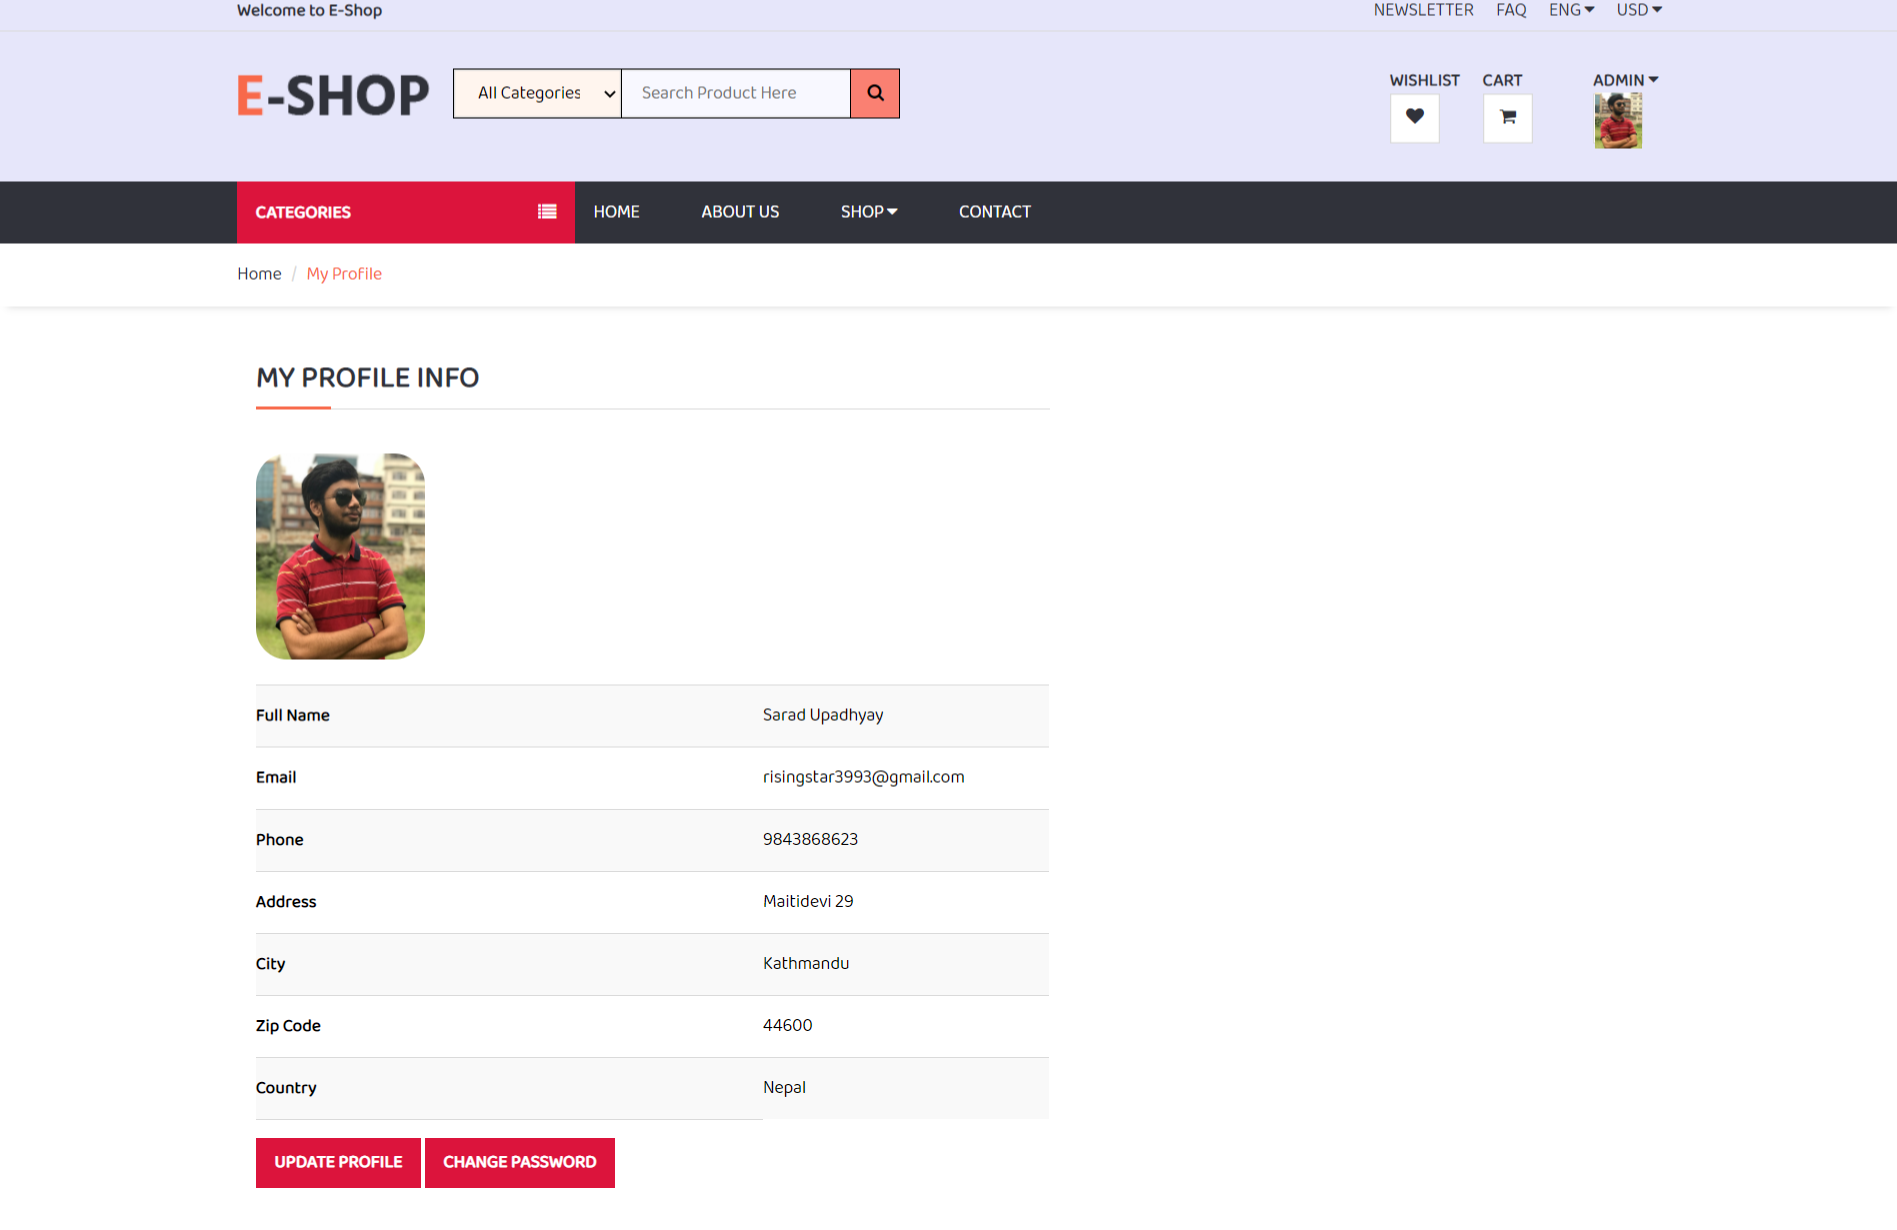 Welcome to E-Shop
NEWSLETTER FAQ ENG USD
E-SHOP
All Categories
Search Product Here
WISHLIST CART ADMIN
CATEGORIES
HOME ABOUT US SHOP CONTACT
Home / My Profile
MY PROFILE INFO
Full Name Sarad Upadhyay
Email risingstar3993@gmail.com
Phone 9843868623
Address Maitidevi 29
City Kathmandu
Zip Code 44600
Country Nepal
UPDATE PROFILE CHANGE PASSWORD